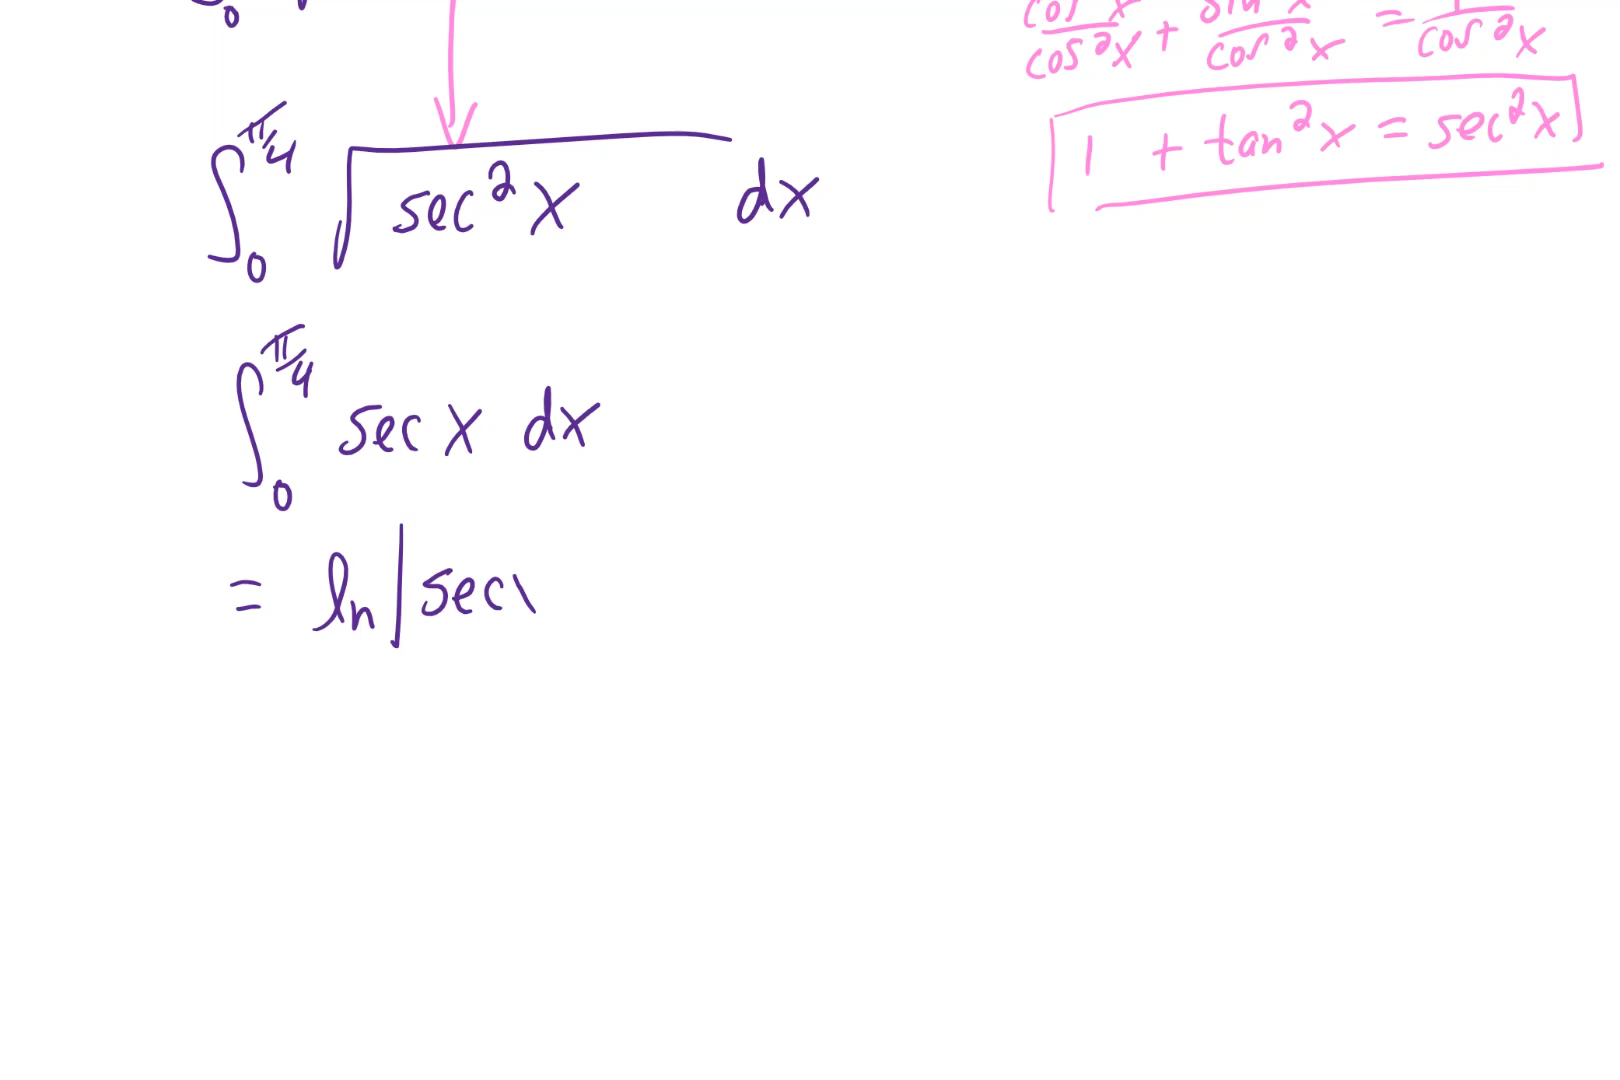 ∫₀^{π/4} √(sec²x) dx
∫₀^{π/4} sec x dx
= ln|sec
cos²x/cos²x + sin²x/cos²x = 1/cos²x
1 + tan²x = sec²x